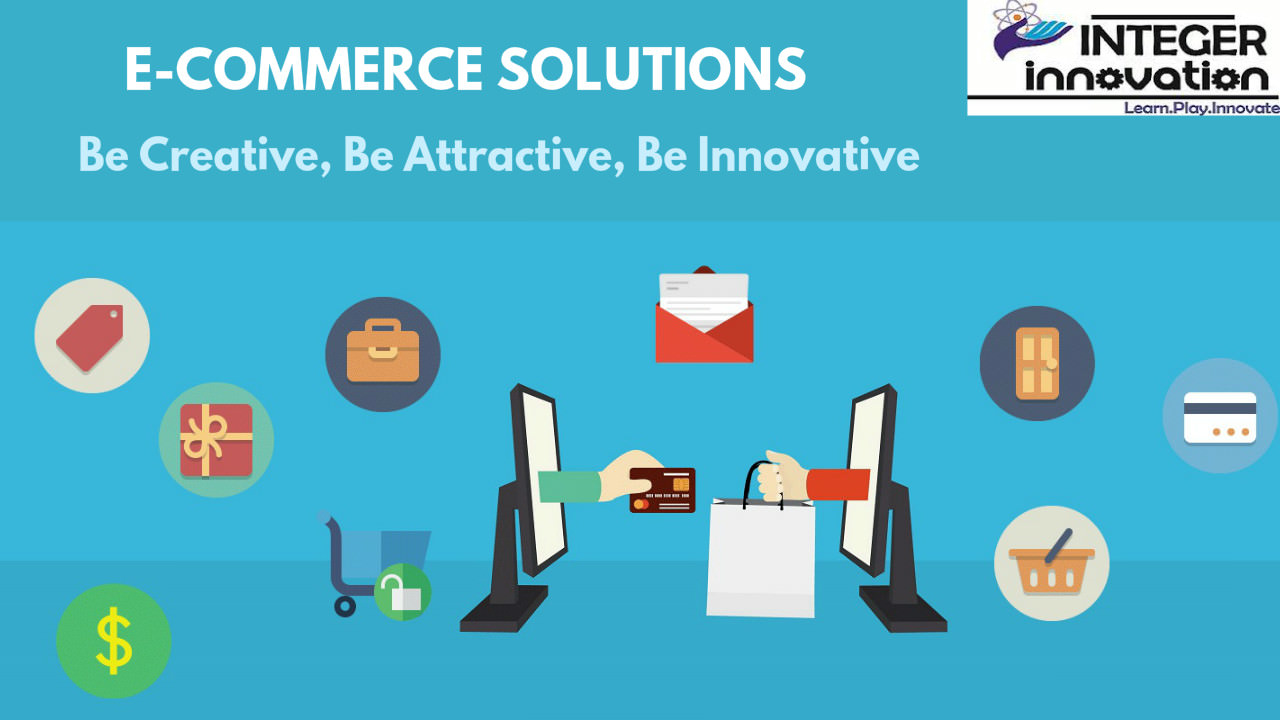 E-COMMERCE SOLUTIONS
Be Creative, Be Attractive, Be Innovative
INTEGER
innovation
Learn.Play.Innovate
$